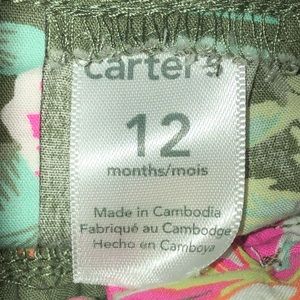 carter's
12
months/mois
Made in Cambodia
Fabriqué au Cambodge
Hecho en Camboya